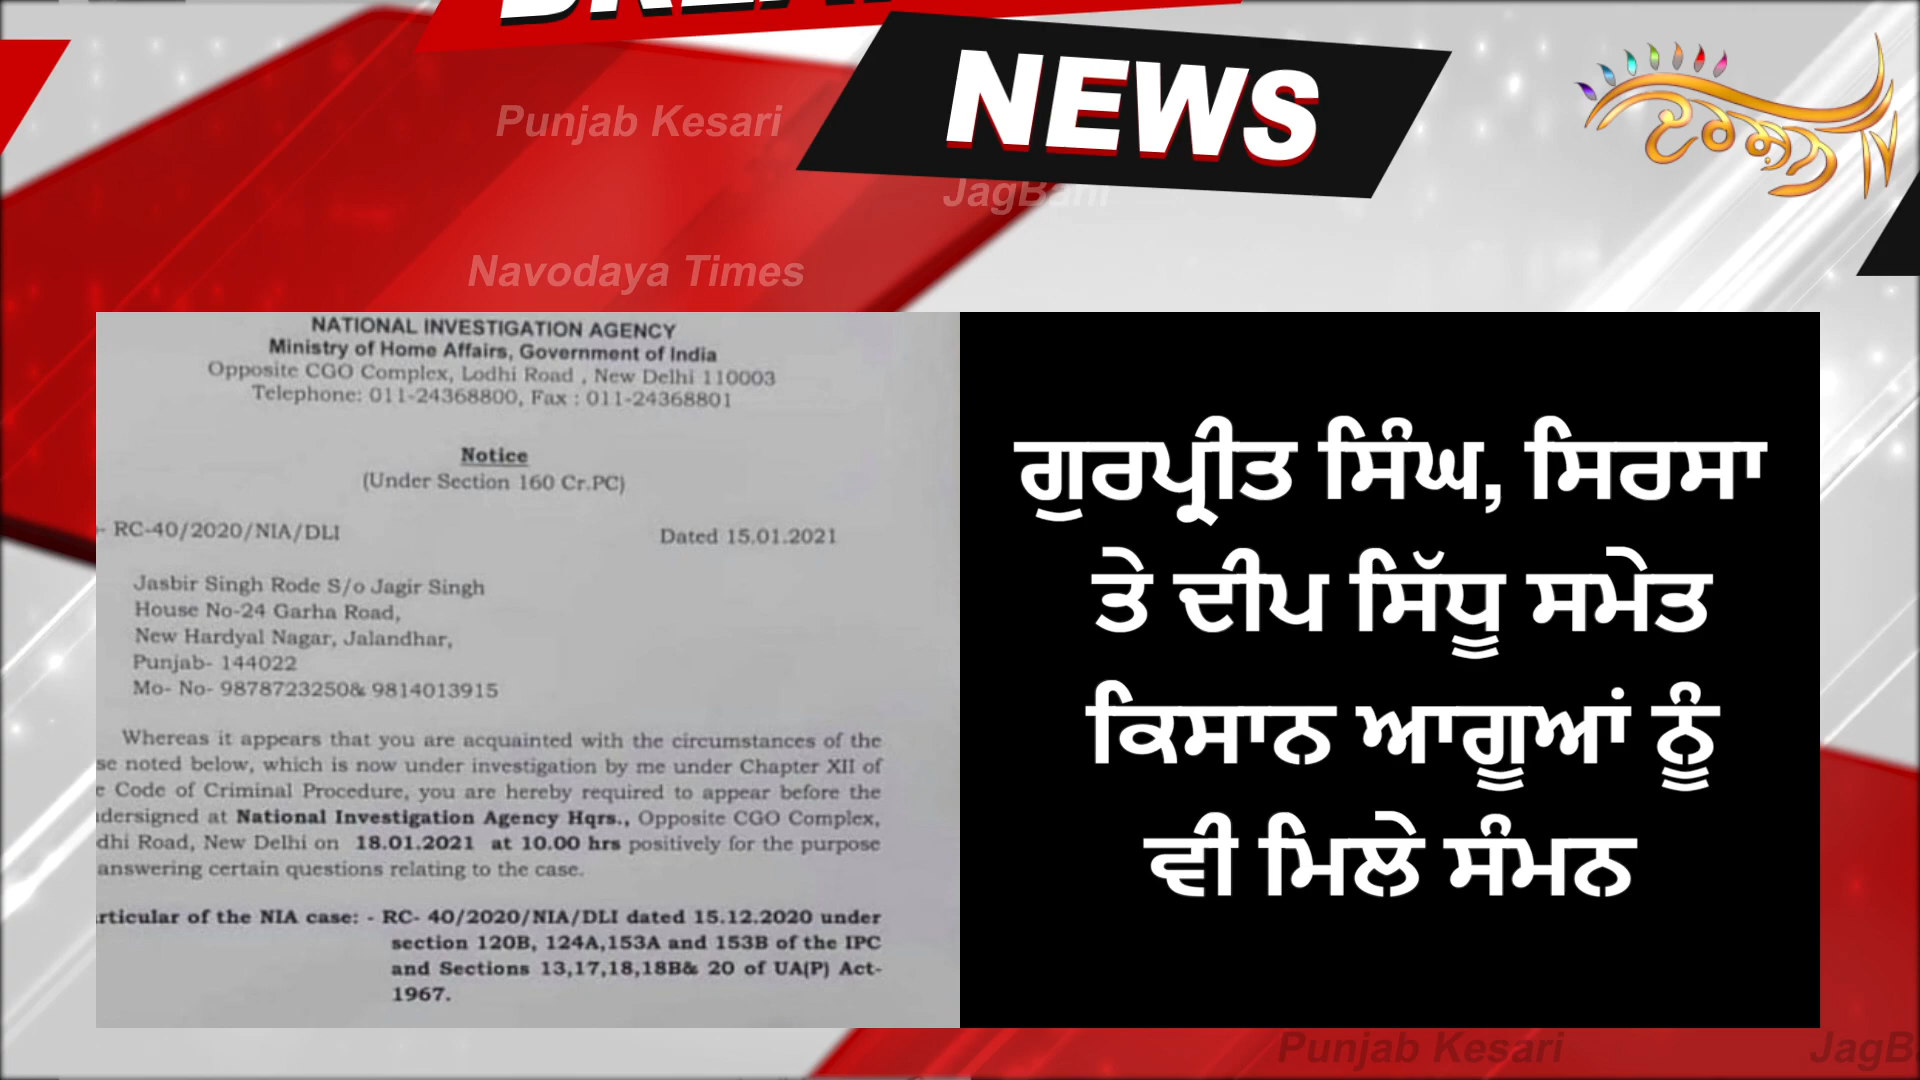 NEWS
ਦਰਸ਼ਨ TV
Punjab Kesari
JagBani
Navodaya Times
NATIONAL INVESTIGATION AGENCY
Ministry of Home Affairs, Government of India
Opposite CGO Complex, Lodhi Road , New Delhi 110003
Telephone: 011-24368800, Fax : 011-24368801
Notice
(Under Section 160 Cr.PC)
- RC-40/2020/NIA/DLI Dated 15.01.2021
Jasbir Singh Rode S/o Jagir Singh
House No-24 Garha Road,
New Hardyal Nagar, Jalandhar,
Punjab- 144022
Mo- No- 9878723250& 9814013915
Whereas it appears that you are acquainted with the circumstances of the
se noted below, which is now under investigation by me under Chapter XII of
e Code of Criminal Procedure, you are hereby required to appear before the
dersigned at National Investigation Agency Hqrs., Opposite CGO Complex,
dhi Road, New Delhi on 18.01.2021 at 10.00 hrs positively for the purpose
answering certain questions relating to the case.
rticular of the NIA case: - RC- 40/2020/NIA/DLI dated 15.12.2020 under
section 120B, 124A,153A and 153B of the IPC
and Sections 13,17,18,18B& 20 of UA(P) Act-
1967.
ਗੁਰਪ੍ਰੀਤ ਸਿੰਘ, ਸਿਰਸਾ
ਤੇ ਦੀਪ ਸਿੱਧੂ ਸਮੇਤ
ਕਿਸਾਨ ਆਗੂਆਂ ਨੂੰ
ਵੀ ਮਿਲੇ ਸੰਮਨ
Punjab Kesari
JagB